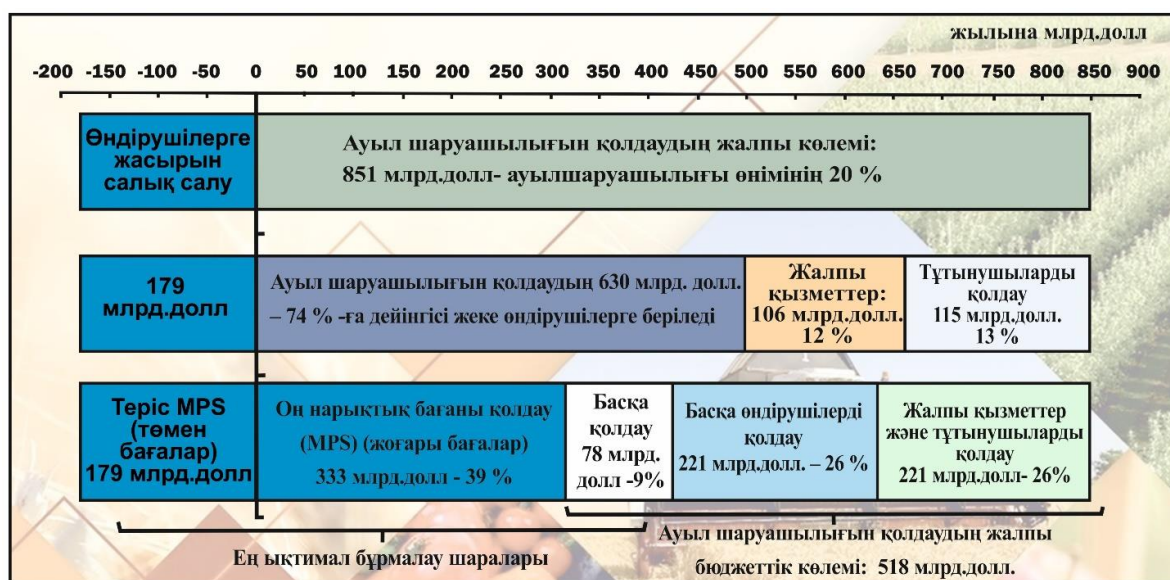 жылына млрд.долл
-200 -150 -100 -50 0 50 100 150 200 250 300 350 400 450 500 550 600 650 700 750 800 850 900
Өндірушілерге
жасырын
салық салу
Ауыл шаруашылығын қолдаудың жалпы көлемі:
851 млрд.долл- ауылшаруашылығы өнімінің 20 %
179
млрд.долл
Ауыл шаруашылығын қолдаудың 630 млрд. долл.
– 74 % -ға дейінгісі жеке өндірушілерге беріледі
Жалпы
қызметтер:
106 млрд.долл.
12 %
Тұтынушыларды
қолдау
115 млрд.долл.
13 %
Теріс MPS
(төмен
бағалар)
179 млрд.долл
Оң нарықтық бағаны қолдау
(MPS) (жоғары бағалар)
333 млрд.долл - 39 %
Басқа
қолдау
78 млрд.
долл -9%
Басқа өндірушілерді
қолдау
221 млрд.долл. – 26 %
Жалпы қызметтер
және тұтынушыларды
қолдау
221 млрд.долл- 26%
Ең ықтимал бұрмалау шаралары
Ауыл шаруашылығын қолдаудың жалпы
бюджеттік көлемі: 518 млрд.долл.